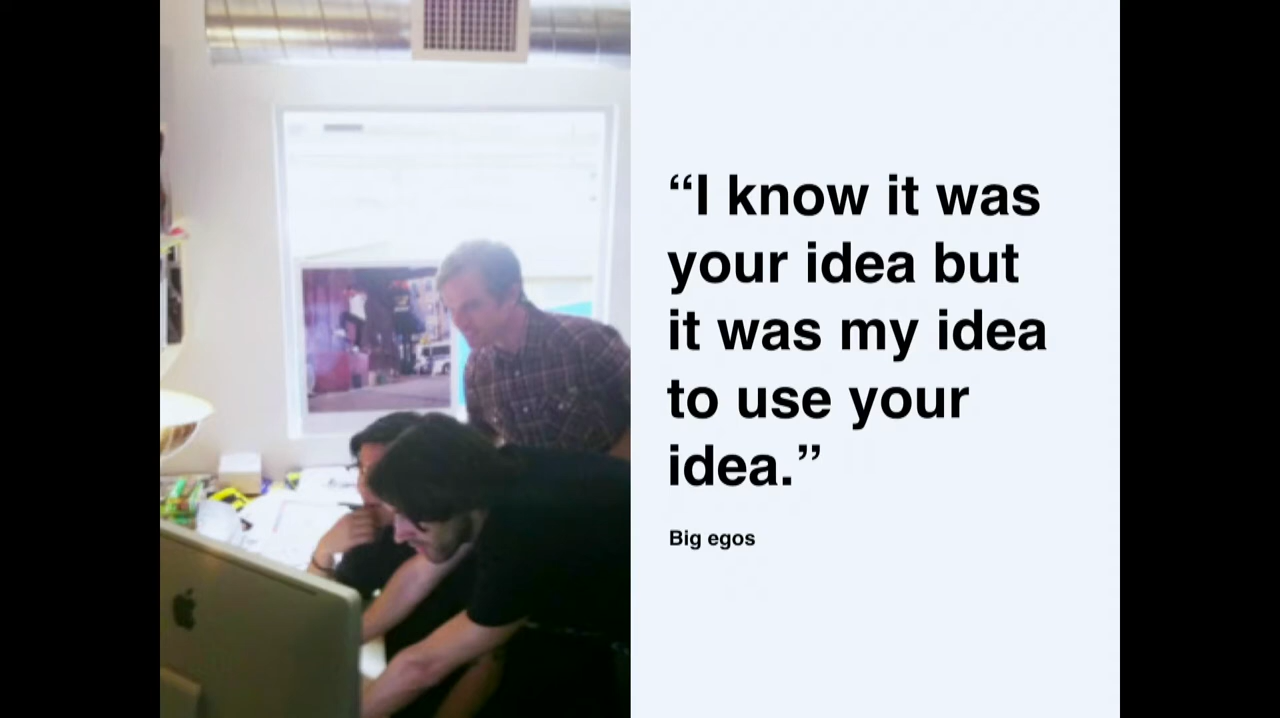 “I know it was
your idea but
it was my idea
to use your
idea.”
Big egos